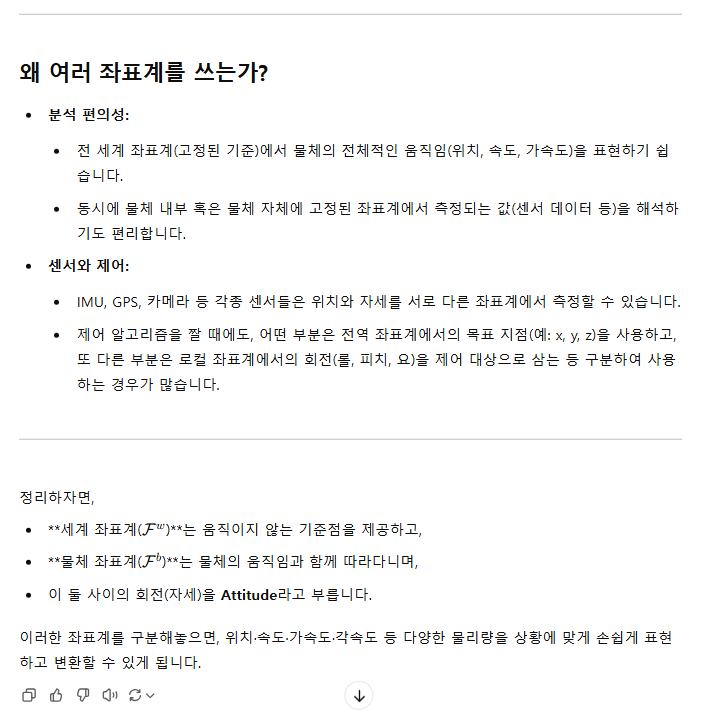 왜 여러 좌표계를 쓰는가?
분석 편의성:
전 세계 좌표계(고정된 기준)에서 물체의 전체적인 움직임(위치, 속도, 가속도)을 표현하기 쉽
습니다.
동시에 물체 내부 혹은 물체 자체에 고정된 좌표계에서 측정되는 값(센서 데이터 등)을 해석하
기도 편리합니다.
센서와 제어:
IMU, GPS, 카메라 등 각종 센서들은 위치와 자세를 서로 다른 좌표계에서 측정할 수 있습니다.
제어 알고리즘을 짤 때에도, 어떤 부분은 전역 좌표계에서의 목표 지점(예: x, y, z)을 사용하고,
또 다른 부분은 로컬 좌표계에서의 회전(롤, 피치, 요)을 제어 대상으로 삼는 등 구분하여 사용
하는 경우가 많습니다.
정리하자면,
**세계 좌표계(𝓕ʷ)**는 움직이지 않는 기준점을 제공하고,
**물체 좌표계(𝓕ᵇ)**는 물체의 움직임과 함께 따라다니며,
이 둘 사이의 회전(자세)을 Attitude라고 부릅니다.
이러한 좌표계를 구분해놓으면, 위치·속도·가속도·각속도 등 다양한 물리량을 상황에 맞게 손쉽게 표현
하고 변환할 수 있게 됩니다.